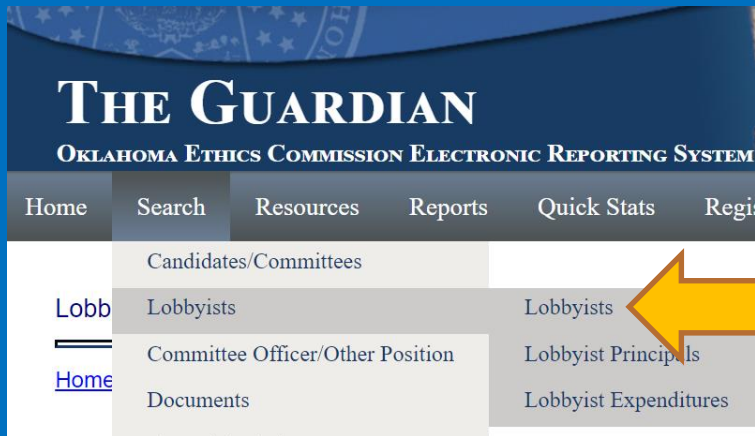 THE GUARDIAN
OKLAHOMA ETHICS COMMISSION ELECTRONIC REPORTING SYSTEM
Home Search Resources Reports Quick Stats
Candidates/Committees
Lobbyists Lobbyists
Committee Officer/Other Position Lobbyist Principals
Home
Documents Lobbyist Expenditures